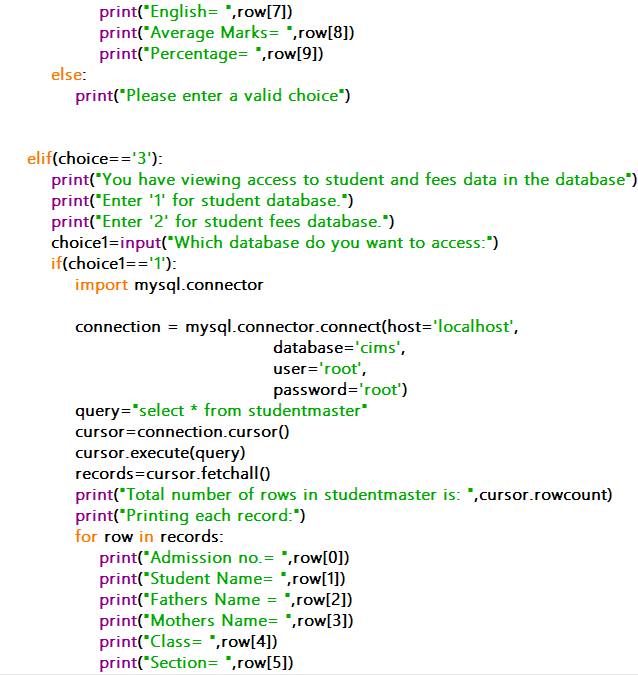 print("English= ",row[7])
print("Average Marks= ",row[8])
print("Percentage= ",row[9])
else:
print("Please enter a valid choice")
elif(choice=='3'):
print("You have viewing access to student and fees data in the database")
print("Enter '1' for student database.")
print("Enter '2' for student fees database.")
choice1=input("Which database do you want to access:")
if(choice1=='1'):
import mysql.connector
connection = mysql.connector.connect(host='localhost',
database='cims',
user='root',
password='root')
query="select * from studentmaster"
cursor=connection.cursor()
cursor.execute(query)
records=cursor.fetchall()
print("Total number of rows in studentmaster is: ",cursor.rowcount)
print("Printing each record:")
for row in records:
print("Admission no.= ",row[0])
print("Student Name= ",row[1])
print("Fathers Name = ",row[2])
print("Mothers Name= ",row[3])
print("Class= ",row[4])
print("Section= ",row[5])